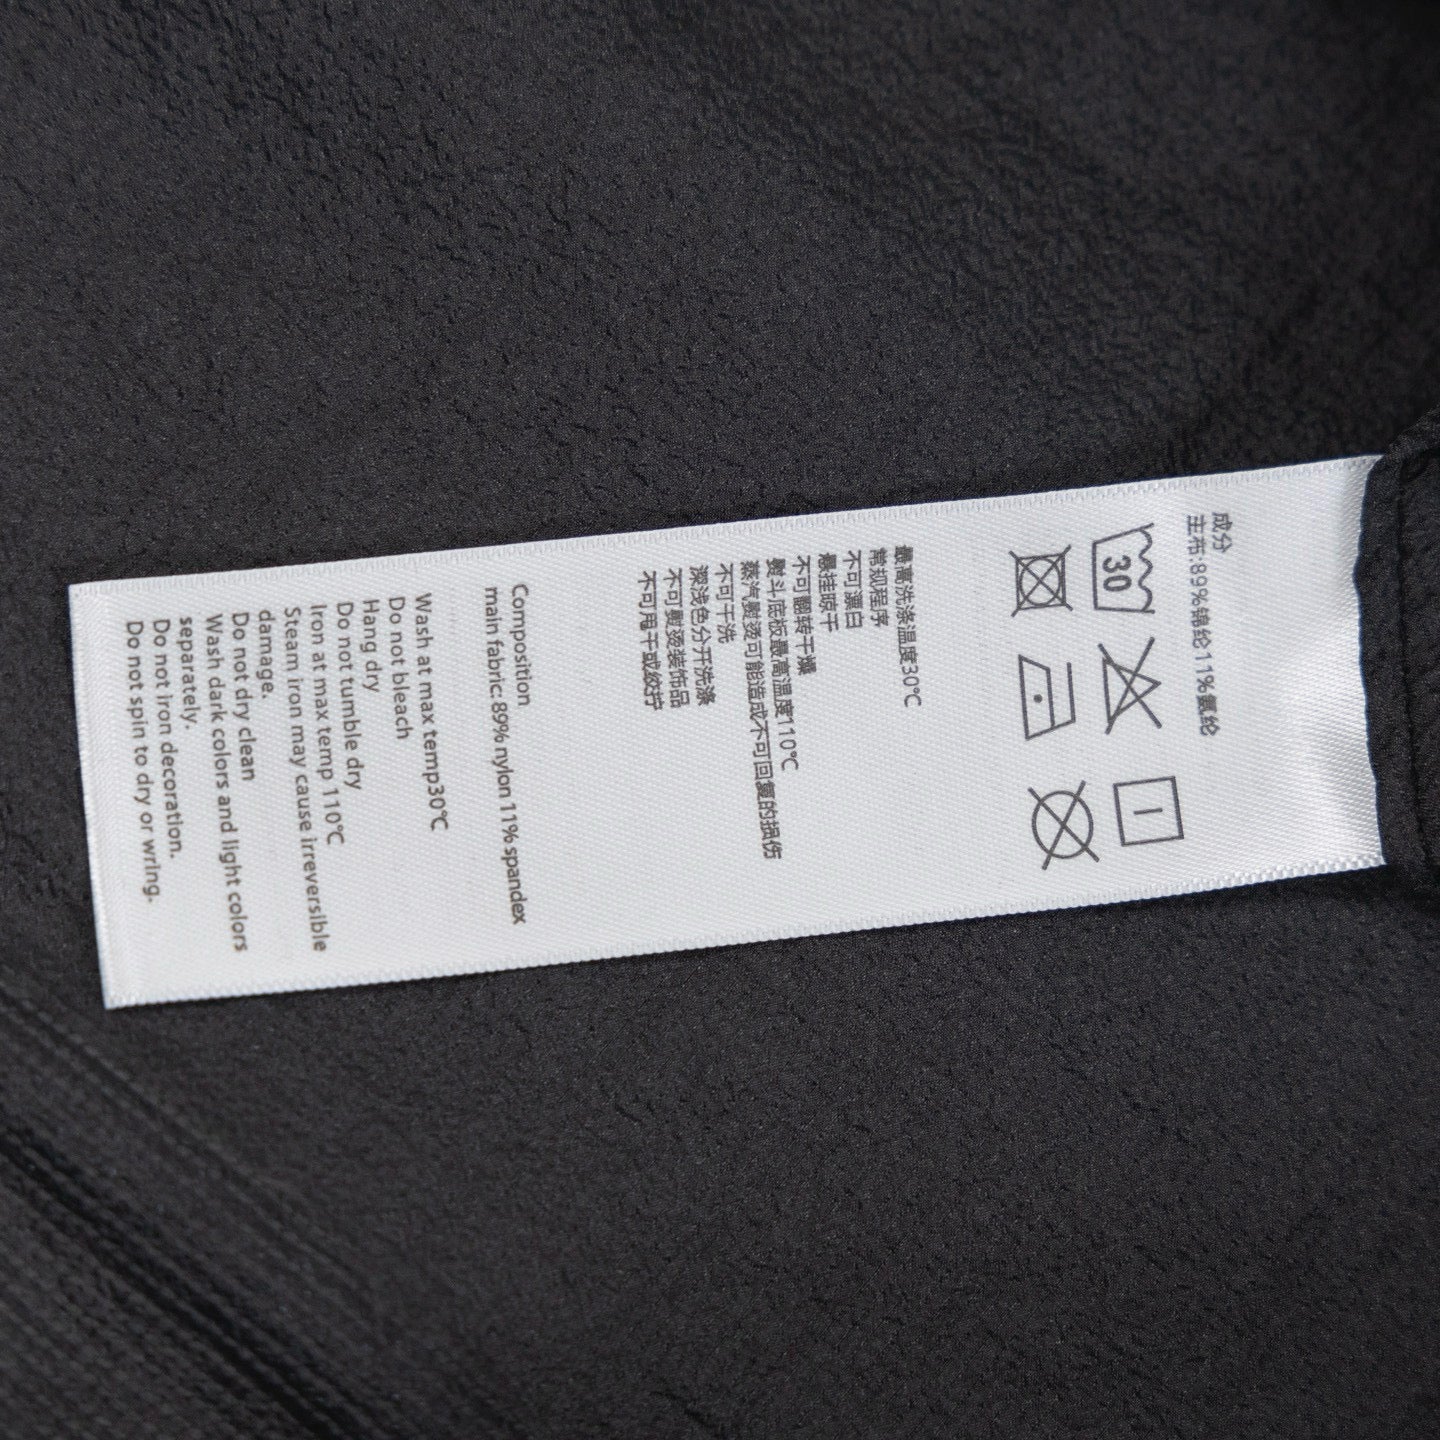 成分
主布:89%锦纶11%氨纶
30
最高洗涤温度30℃
常规程序
不可漂白
悬挂晾干
不可翻转干燥
熨斗底板最高温度110℃
蒸汽熨烫可能造成不可回复的损伤
不可干洗
深浅色分开洗涤
不可熨烫装饰品
不可甩干或绞拧
Composition
main fabric:89% nylon 11% spandex
Wash at max temp30℃
Do not bleach
Hang dry
Do not tumble dry
Iron at max temp 110℃
Steam iron may cause irreversible
damage.
Do not dry clean
Wash dark colors and light colors
separately.
Do not iron decoration.
Do not spin to dry or wring.